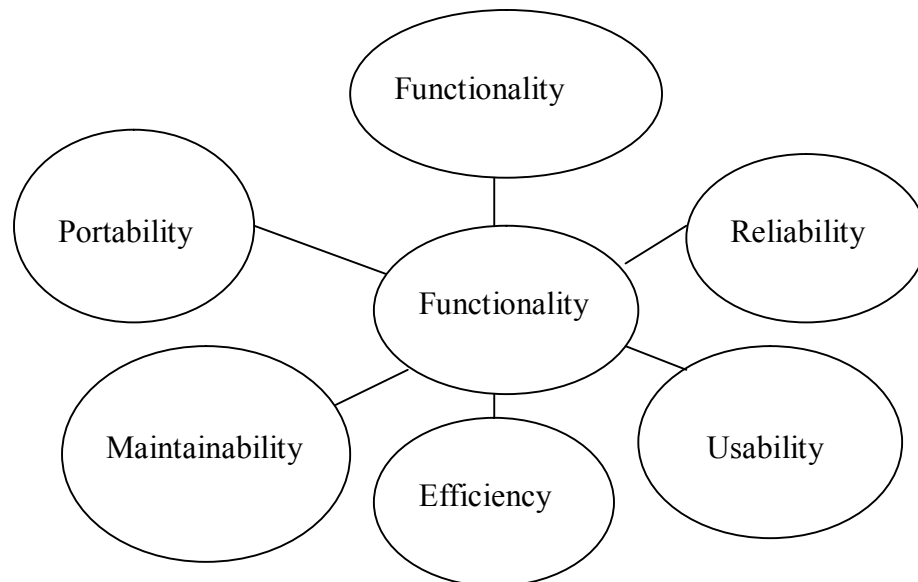 Functionality
Portability
Reliability
Functionality
Maintainability
Usability
Efficiency